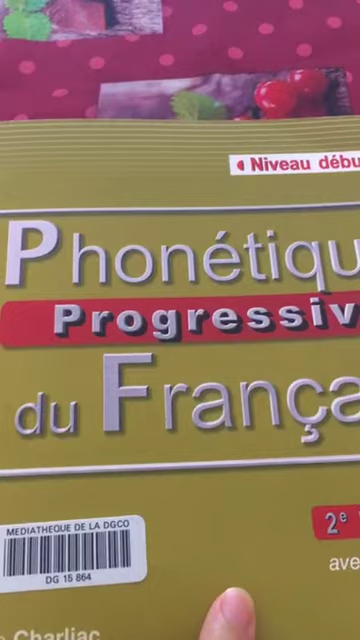 Niveau débu
Phonétiqu
Progressiv
du França
MEDIATHEQUE DE LA DGCO
DG 15 864
2e
ave
Charliac